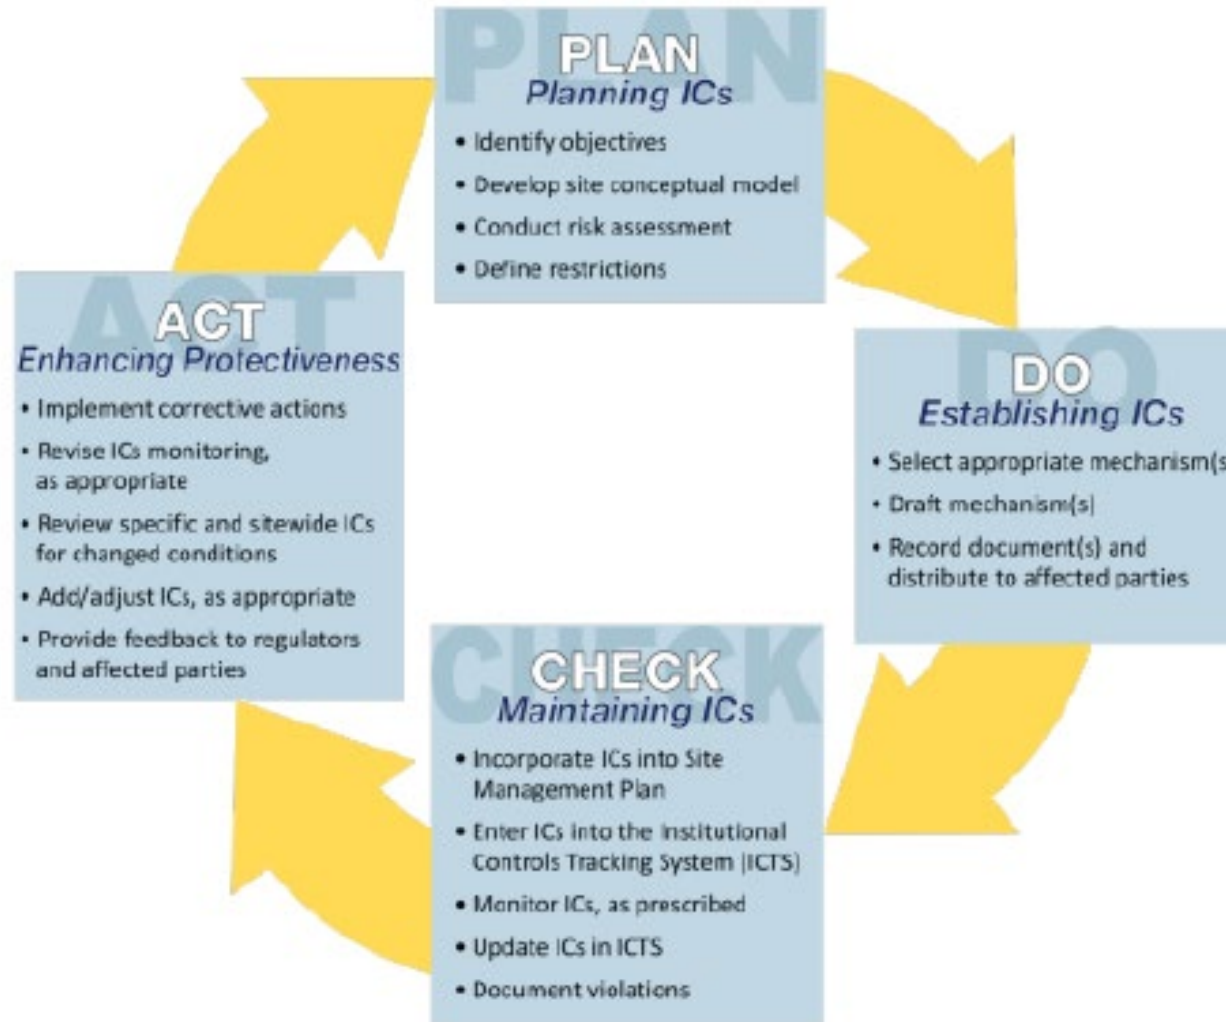 PLAN
Planning ICs
• Identify objectives
• Develop site conceptual model
• Conduct risk assessment
• Define restrictions
DO
Establishing ICs
• Select appropriate mechanism(s
• Draft mechanism(s)
• Record document(s) and
distribute to affected parties
CHECK
Maintaining ICs
• Incorporate ICs into Site
Management Plan
• Enter ICs into the Institutional
Controls Tracking System (ICTS)
• Monitor ICs, as prescribed
• Update ICs in ICTS
• Document violations
ACT
Enhancing Protectiveness
• Implement corrective actions
• Revise ICs monitoring,
as appropriate
• Review specific and sitewide ICs
for changed conditions
• Add/adjust ICs, as appropriate
• Provide feedback to regulators
and affected parties